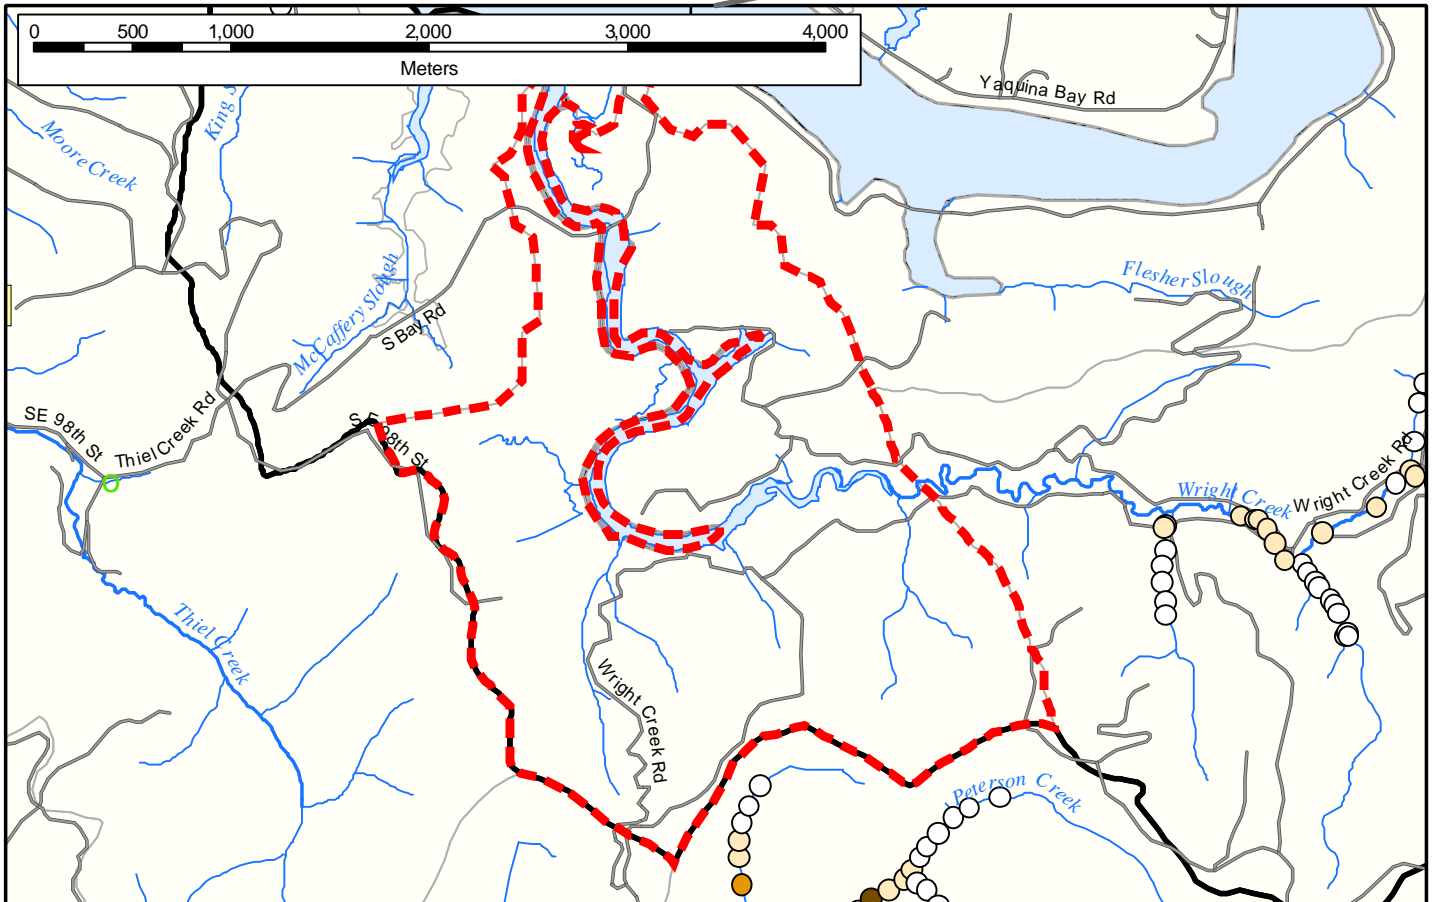 0 500 1,000 2,000 3,000 4,000
Meters
Yaquina Bay Rd
King S
Moore Creek
McCaffery Slough
S Bay Rd
Flesher Slough
SE 98th St
Thiel Creek Rd
98th St
Wright Creek
Wright Creek Rd
Thiel Creek
Wright Creek Rd
Peterson Creek